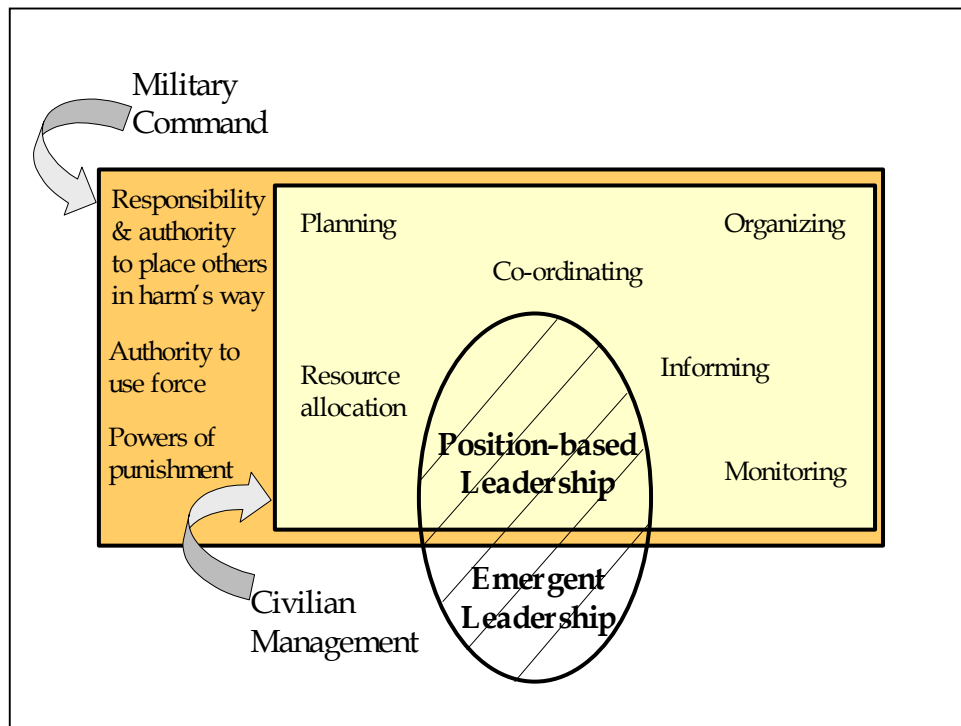 Military
Command
Responsibility
& authority
to place others
in harm's way
Authority to
use force
Powers of
punishment
Planning
Organizing
Co-ordinating
Resource
allocation
Informing
Position-based
Leadership
Monitoring
Emergent
Leadership
Civilian
Management